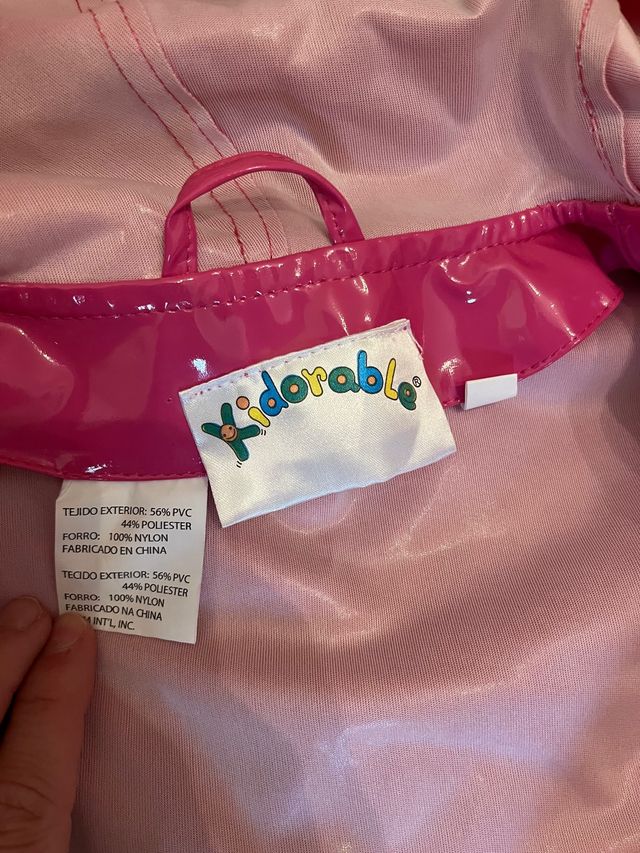 Kidorable®
TEJIDO EXTERIOR: 56% PVC
44% POLIESTER
FORRO: 100% NYLON
FABRICADO EN CHINA
TECIDO EXTERIOR: 56% PVC
44% POLIESTER
FORRO: 100% NYLON
FABRICADO NA CHINA
INT'L, INC.